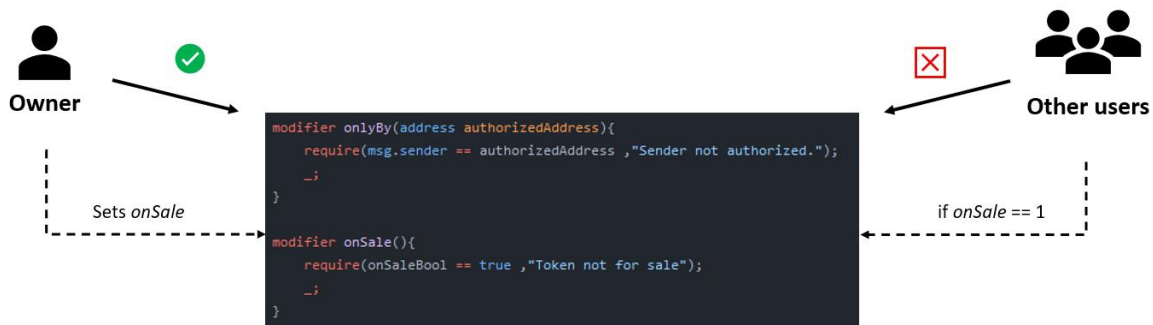 Owner
Other users
modifier onlyBy(address authorizedAddress){
    require(msg.sender == authorizedAddress ,"Sender not authorized.");
    _;
}
Sets onSale
if onSale == 1
modifier onSale(){
    require(onSaleBool == true ,"Token not for sale");
    _;
}